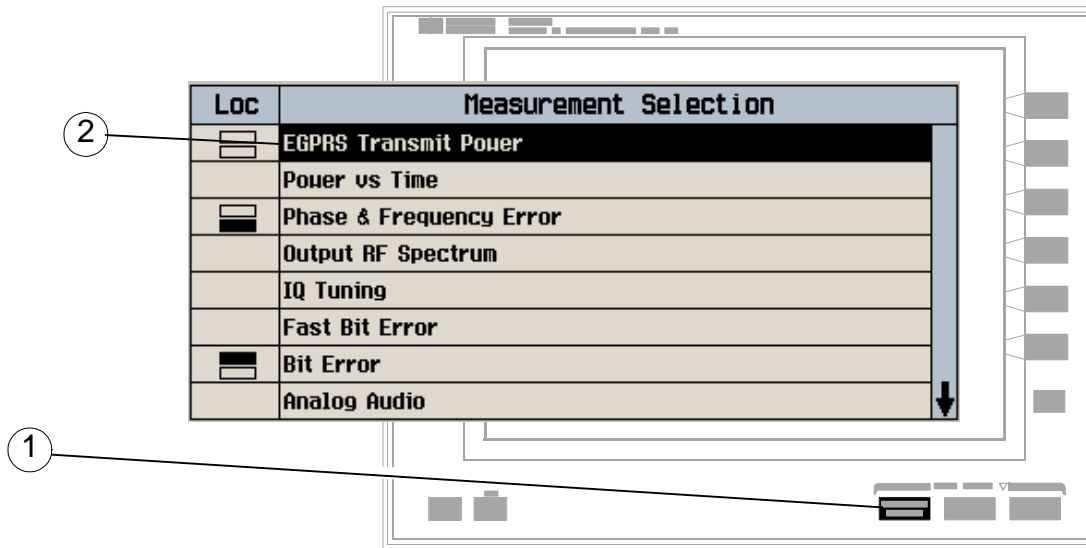 Loc Measurement Selection
2
EGPRS Transmit Power
Power vs Time
Phase & Frequency Error
Output RF Spectrum
IQ Tuning
Fast Bit Error
Bit Error
Analog Audio
1